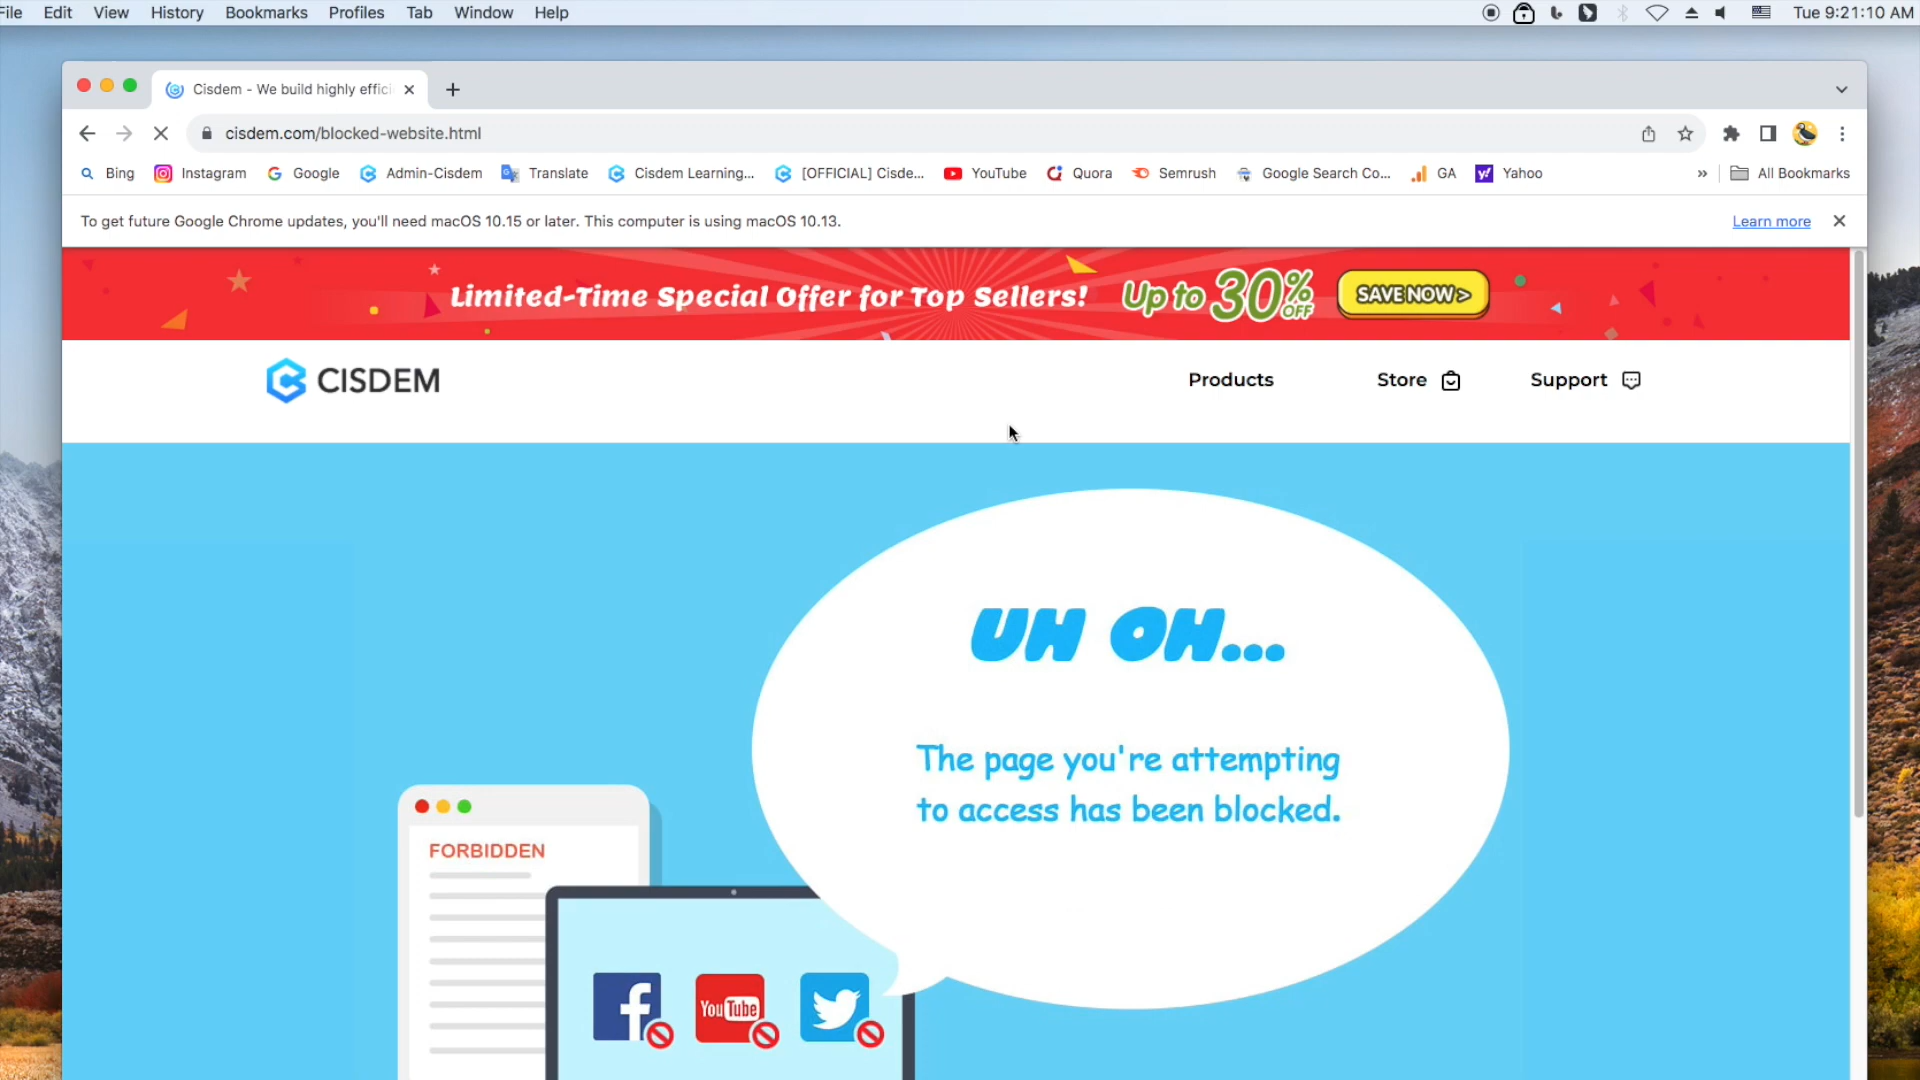 File Edit View History Bookmarks Profiles Tab Window Help Tue 9:21:10 AM
Cisdem - We build highly effici
cisdem.com/blocked-website.html
Bing Instagram Google Admin-Cisdem Translate Cisdem Learning... [OFFICIAL] Cisde... YouTube Quora Semrush Google Search Co... GA Yahoo » All Bookmarks
To get future Google Chrome updates, you'll need macOS 10.15 or later. This computer is using macOS 10.13. Learn more
Limited-Time Special Offer for Top Sellers! Up to 30% OFF SAVE NOW >
CISDEM Products Store Support
UH OH...
The page you're attempting
to access has been blocked.
FORBIDDEN
YouTube